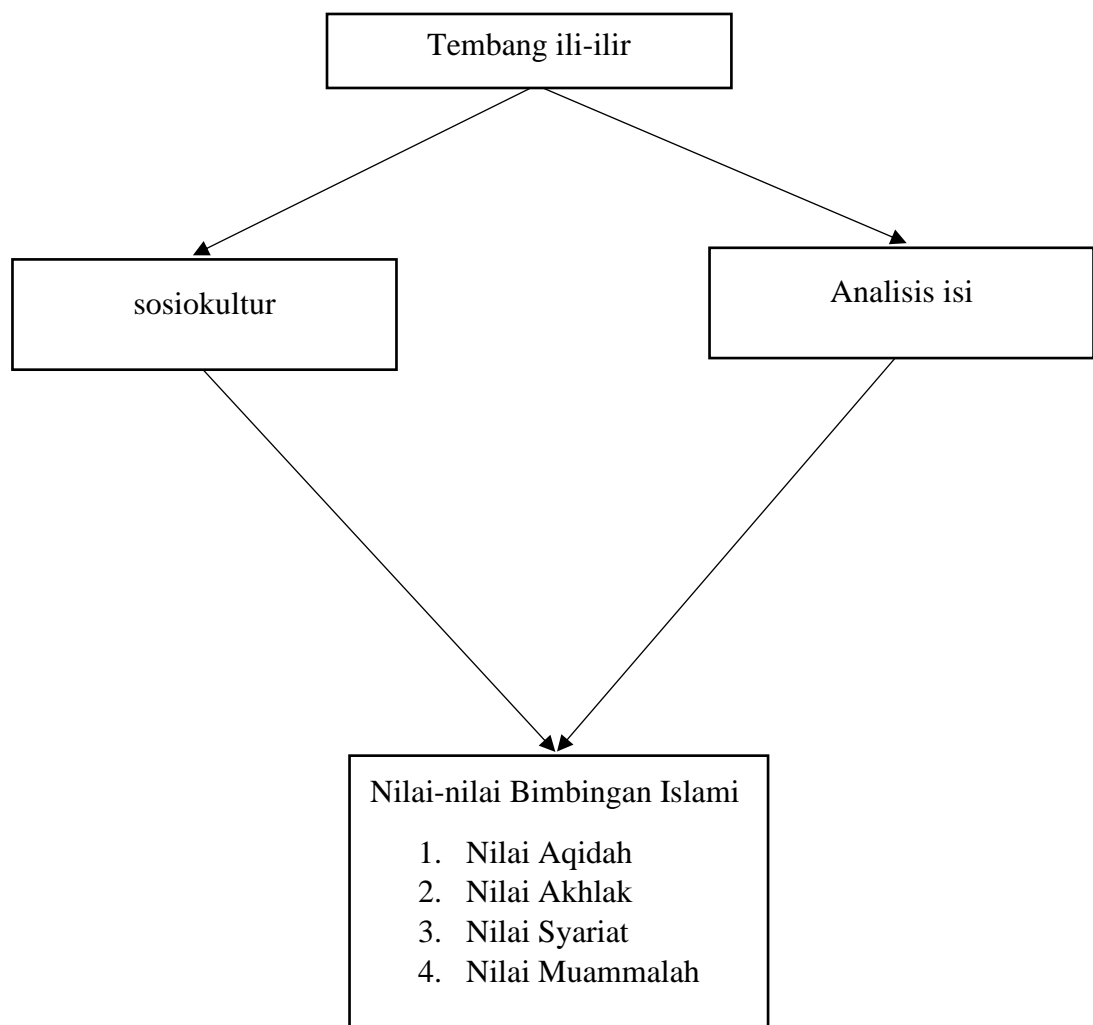 Tembang ili-ilir
sosiokultur
Analisis isi
Nilai-nilai Bimbingan Islami
1. Nilai Aqidah
2. Nilai Akhlak
3. Nilai Syariat
4. Nilai Muammalah